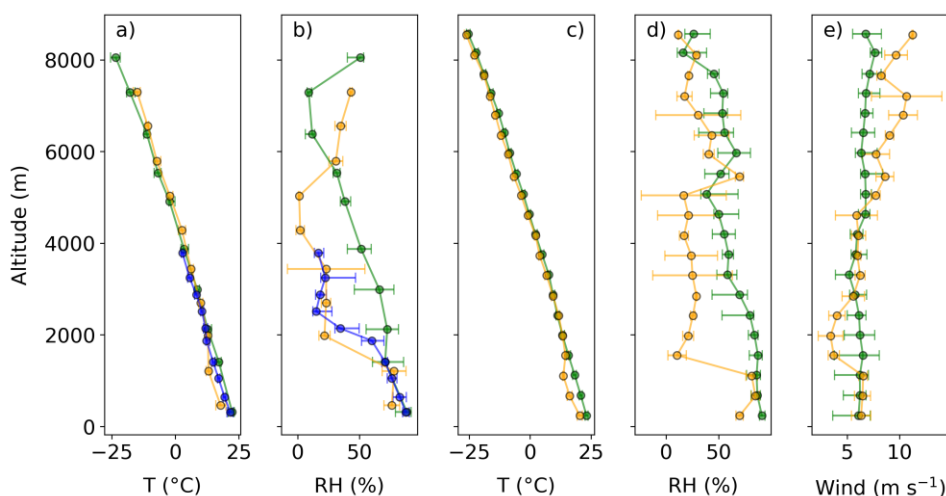 a) b) c) d) e)
8000
6000
4000
2000
0
Altitude (m)
−25 0 25 0 50 −25 0 25 0 50 5 10
T (°C) RH (%) T (°C) RH (%) Wind (m s⁻¹)